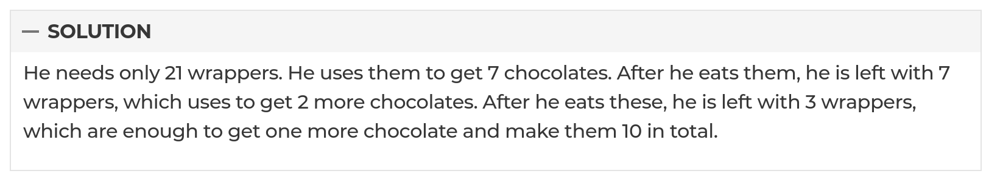 — SOLUTION
He needs only 21 wrappers. He uses them to get 7 chocolates. After he eats them, he is left with 7
wrappers, which uses to get 2 more chocolates. After he eats these, he is left with 3 wrappers,
which are enough to get one more chocolate and make them 10 in total.